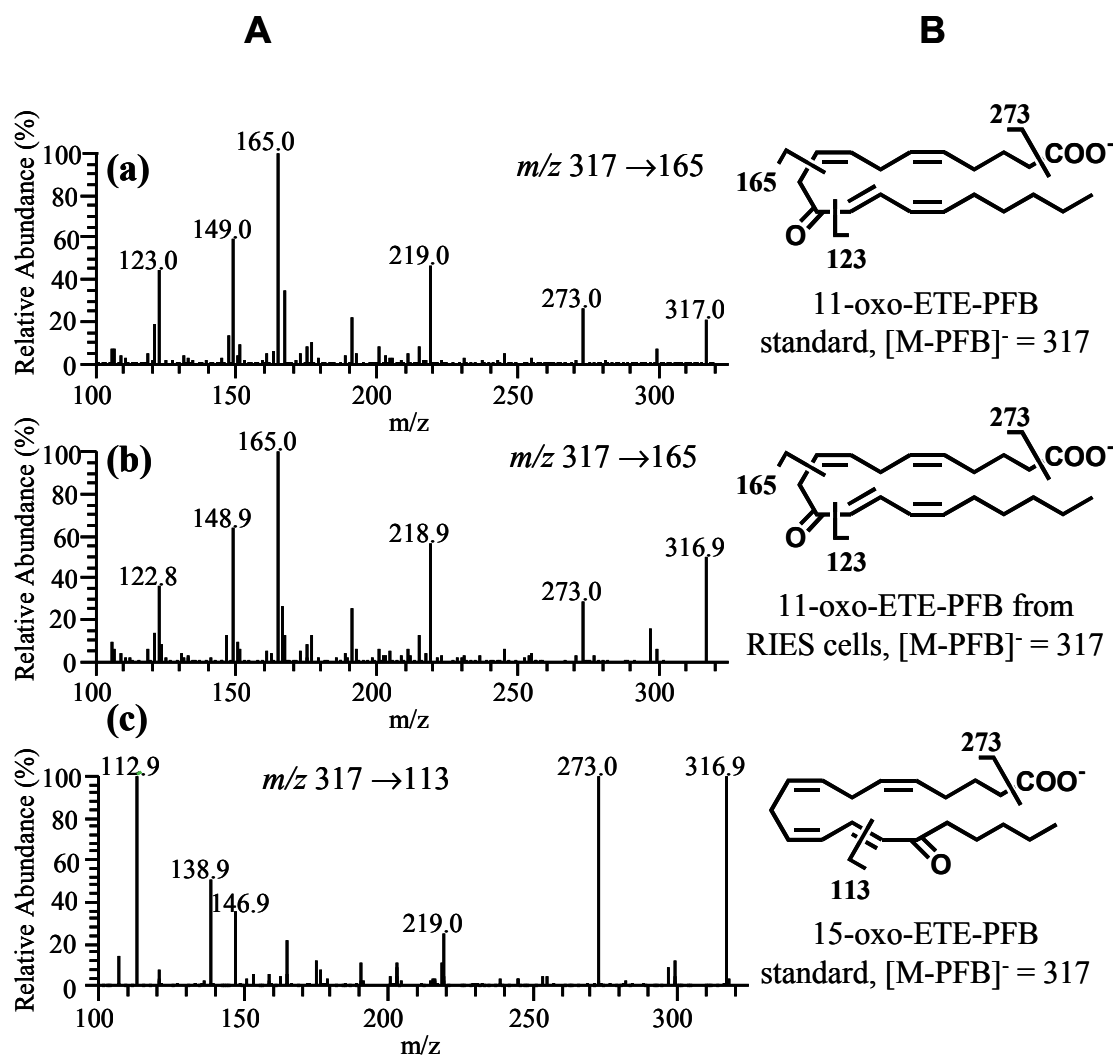 A
B
Relative Abundance (%)
100
80
60
40
20
0
(a)
123.0
149.0
165.0
219.0
273.0
317.0
m/z 317 →165
100
150
200
250
300
m/z
273
COO-
165
O
123
11-oxo-ETE-PFB
standard, [M-PFB]- = 317
Relative Abundance (%)
100
80
60
40
20
0
(b)
122.8
148.9
165.0
218.9
273.0
316.9
m/z 317 →165
100
150
200
250
300
m/z
273
COO-
165
O
123
11-oxo-ETE-PFB from
RIES cells, [M-PFB]- = 317
Relative Abundance (%)
100
80
60
40
20
0
(c)
112.9
138.9
146.9
219.0
273.0
316.9
m/z 317 →113
100
150
200
250
300
m/z
273
COO-
O
113
15-oxo-ETE-PFB
standard, [M-PFB]- = 317